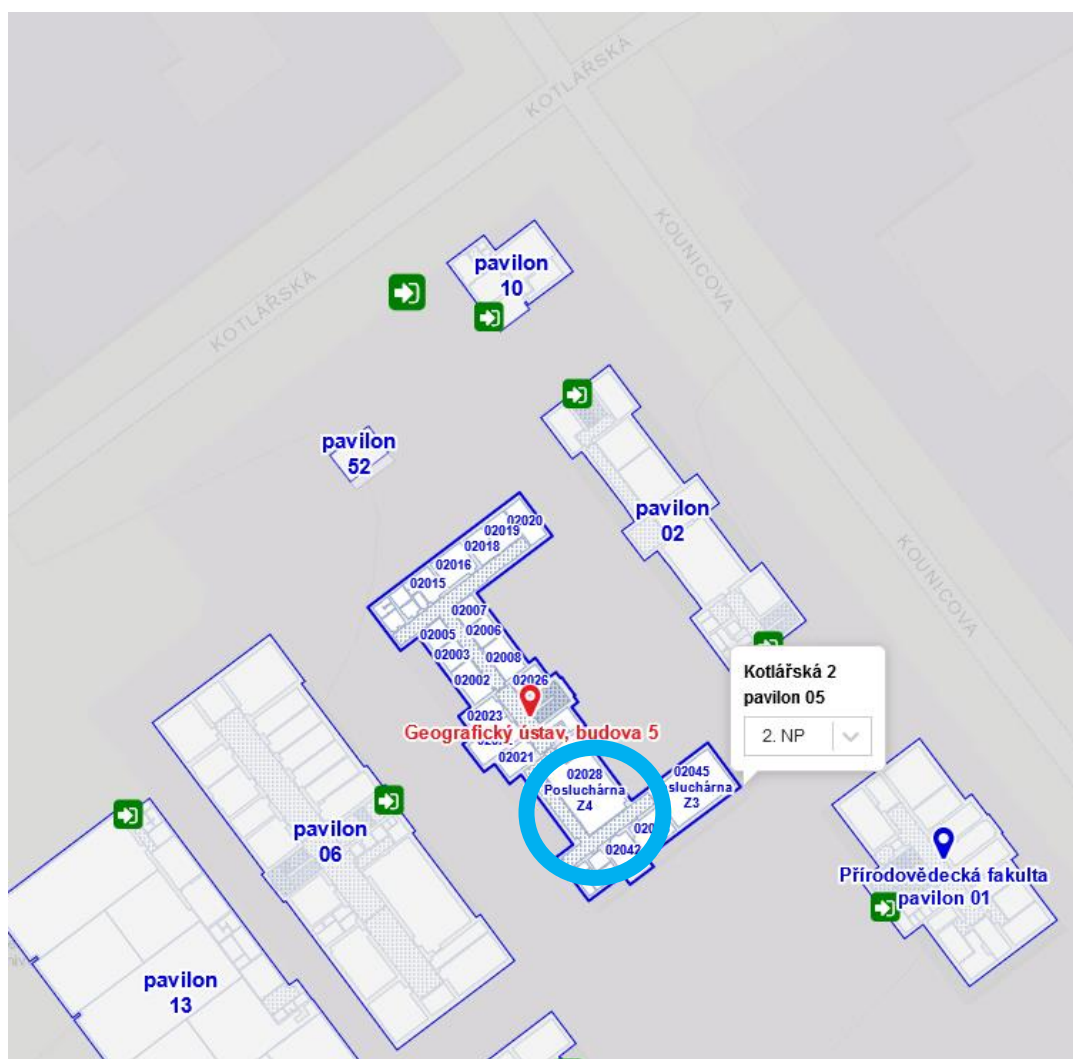 KOTLÁŘSKÁ
KOUNICOVA
pavilon
10
KOTLÁŘSKÁ
pavilon
52
pavilon
02
KOUNICOVA
02020
02019
02018
02016
02015
02007
02006
02005
02003
02008
02002
02026
02023
Geografický ústav, budova 5
02021
02028
Posluchárna
Z4
02045
Z3
02042
Kotlářská 2
pavilon 05
2. NP
pavilon
06
Přírodovědecká fakulta
pavilon 01
pavilon
13